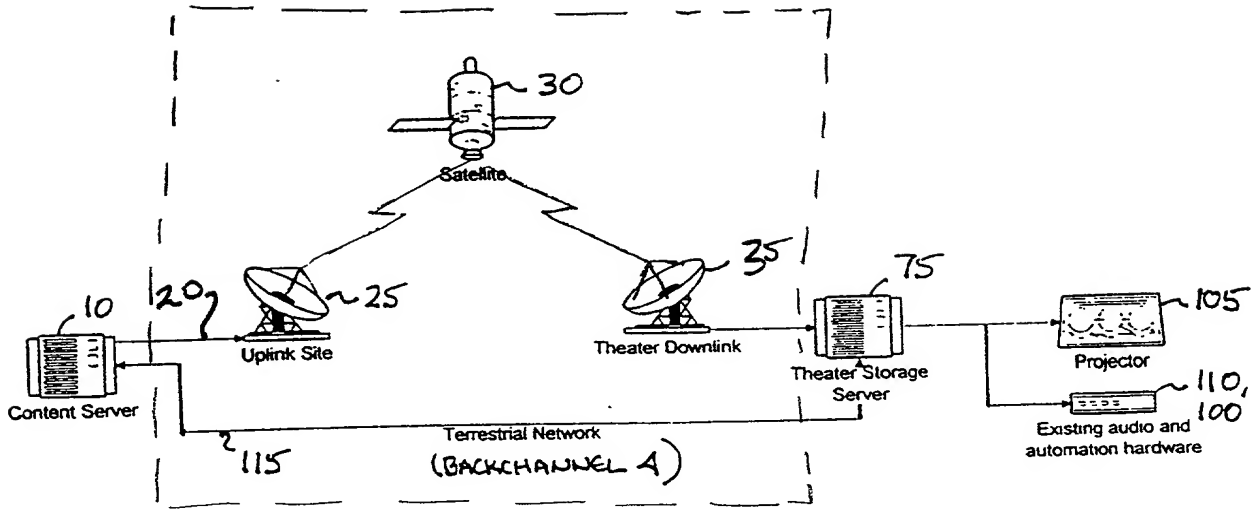 30
Satellite
10
20
25
35
75
105
Uplink Site
Theater Downlink
Projector
Content Server
Theater Storage
Server
110,
100
Existing audio and
automation hardware
Terrestrial Network
115
(BACKCHANNEL A)